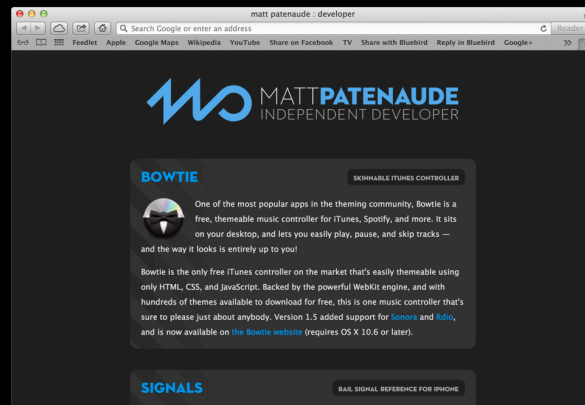 matt patenaude : developer
Search Google or enter an address
Reader
Feedlet Apple Google Maps Wikipedia YouTube Share on Facebook TV Share with Bluebird Reply in Bluebird Google+ >>
MATTPATENAUDE
INDEPENDENT DEVELOPER
BOWTIE
SKINNABLE ITUNES CONTROLLER
One of the most popular apps in the theming community, Bowtie is a
free, themeable music controller for iTunes, Spotify, and more. It sits
on your desktop, and lets you easily play, pause, and skip tracks —
and the way it looks is entirely up to you!
Bowtie is the only free iTunes controller on the market that's easily themeable using
only HTML, CSS, and JavaScript. Backed by the powerful WebKit engine, and with
hundreds of themes available to download for free, this is one music controller that's
sure to please just about anybody. Version 1.5 added support for Sonora and Rdio,
and is now available on the Bowtie website (requires OS X 10.6 or later).
SIGNALS
RAIL SIGNAL REFERENCE FOR IPHONE